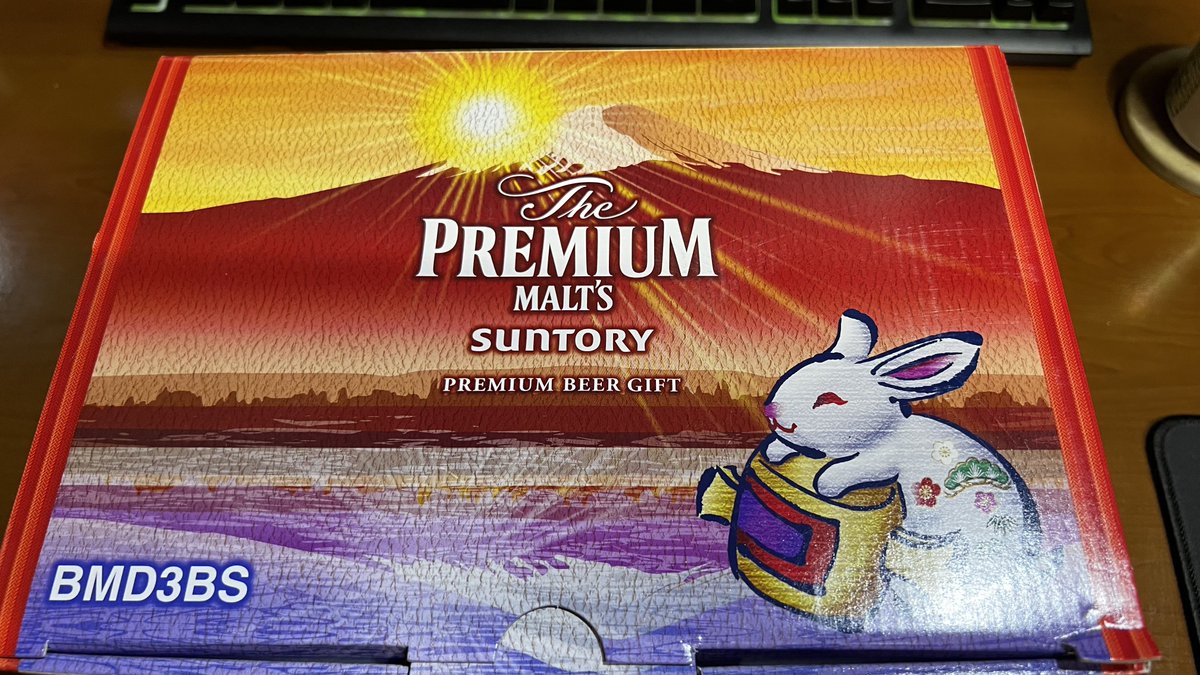 The
PREMIUM
MALT'S
SUNTORY
PREMIUM BEER GIFT
BMD3BS